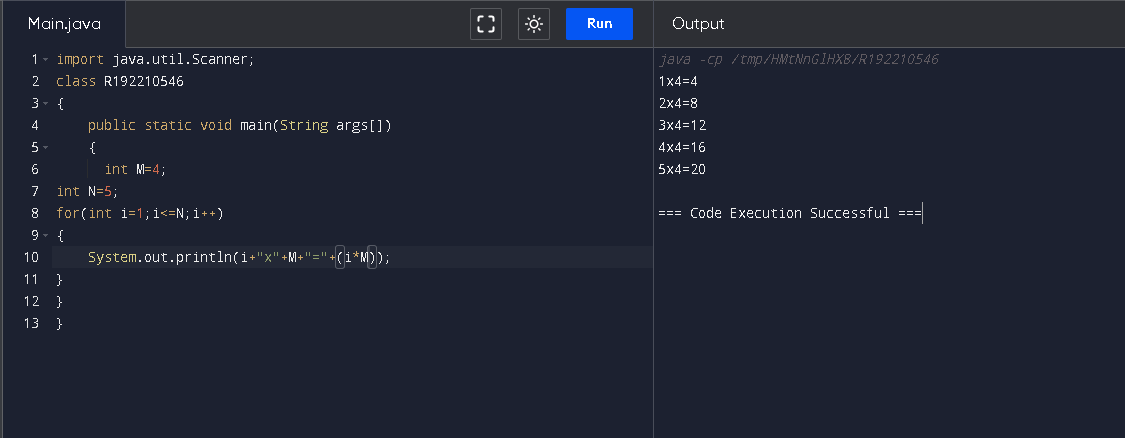 Main.java
Run
1 import java.util.Scanner;
2 class R192210546
3 {
4     public static void main(String args[])
5     {
6       int M=4;
7 int N=5;
8 for(int i=1;i<=N;i++)
9 {
10     System.out.println(i+"x"+M+"="+(i*M));
11 }
12 }
13 }
Output
java -cp /tmp/HMtNnGlHX8/R192210546
1x4=4
2x4=8
3x4=12
4x4=16
5x4=20
=== Code Execution Successful ===